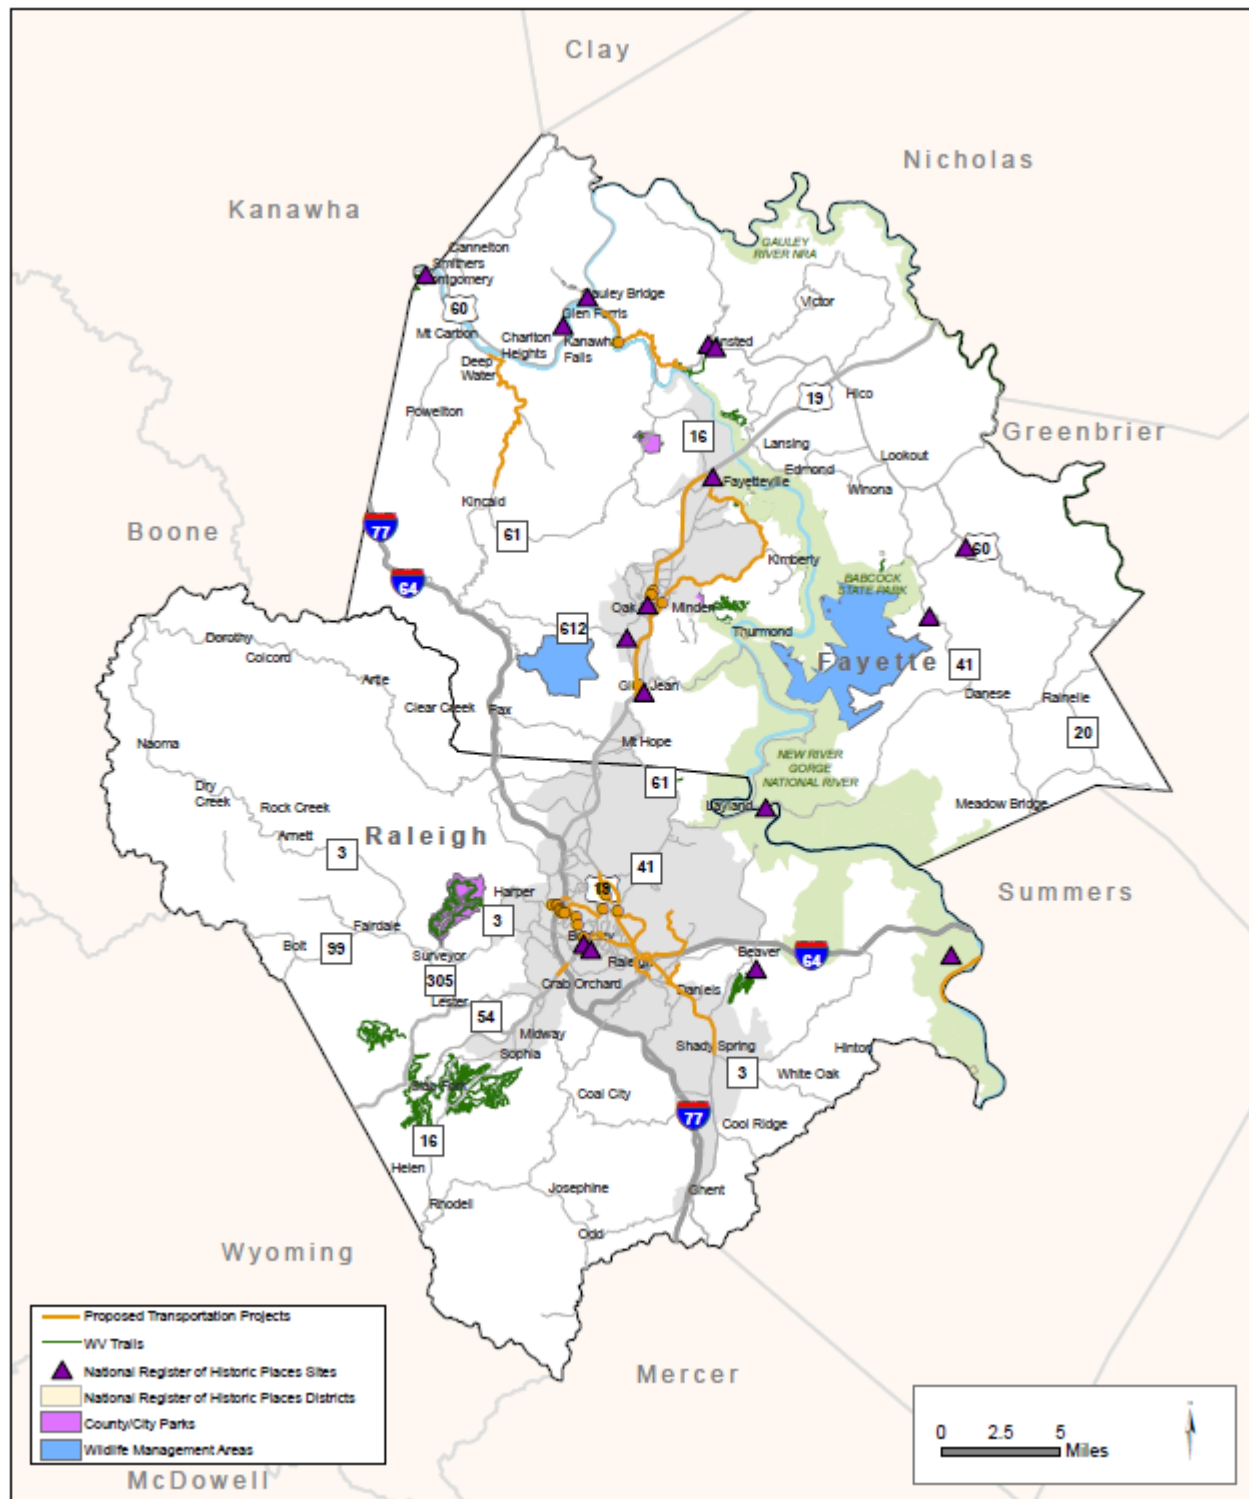 Clay
Nicholas
Kanawha
GAULEY
RIVER NRA
Cannelton
Smithers
Montgomery
Victor
Gauley Bridge
60
Glen Ferris
Mt Carbon
Charlton
Heights
Kanawha
Falls
Ansted
Deep
Water
19
Hico
Powellton
16
Greenbrier
Lansing
Lookout
Edmond
Fayetteville
Winona
Kincaid
77
61
Boone
60
Kimberly
64
BABCOCK
STATE PARK
Oak
Minden
612
Thurmond
Dorothy
Colcord
Fayette
41
Artie
Glen Jean
Danese
Rainelle
Clear Creek
Pax
20
Naoma
Mt Hope
NEW RIVER
GORGE
NATIONAL RIVER
61
Dry
Creek
Rock Creek
Layland
Meadow Bridge
Arnett
Raleigh
3
41
Harper
19
Summers
3
Fairdale
Bolt
99
Beckley
Surveyor
Raleigh
Beaver
64
305
Crab Orchard
Daniels
Lester
54
Midway
Sophia
Shady Spring
Hinton
3
White Oak
Slab Fork
Coal City
77
Cool Ridge
16
Helen
Josephine
Ghent
Rhodell
Odd
Wyoming
Mercer
McDowell
Proposed Transportation Projects
WV Trails
National Register of Historic Places Sites
National Register of Historic Places Districts
County/City Parks
Wildlife Management Areas
0 2.5 5
Miles